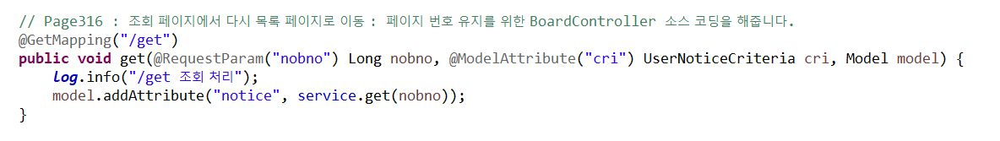 // Page316 : 조회 페이지에서 다시 목록 페이지로 이동 : 페이지 번호 유지를 위한 BoardController 소스 코딩을 해줍니다.
@GetMapping("/get")
public void get(@RequestParam("nobno") Long nobno, @ModelAttribute("cri") UserNoticeCriteria cri, Model model) {
    log.info("/get 조회 처리");
    model.addAttribute("notice", service.get(nobno));
}